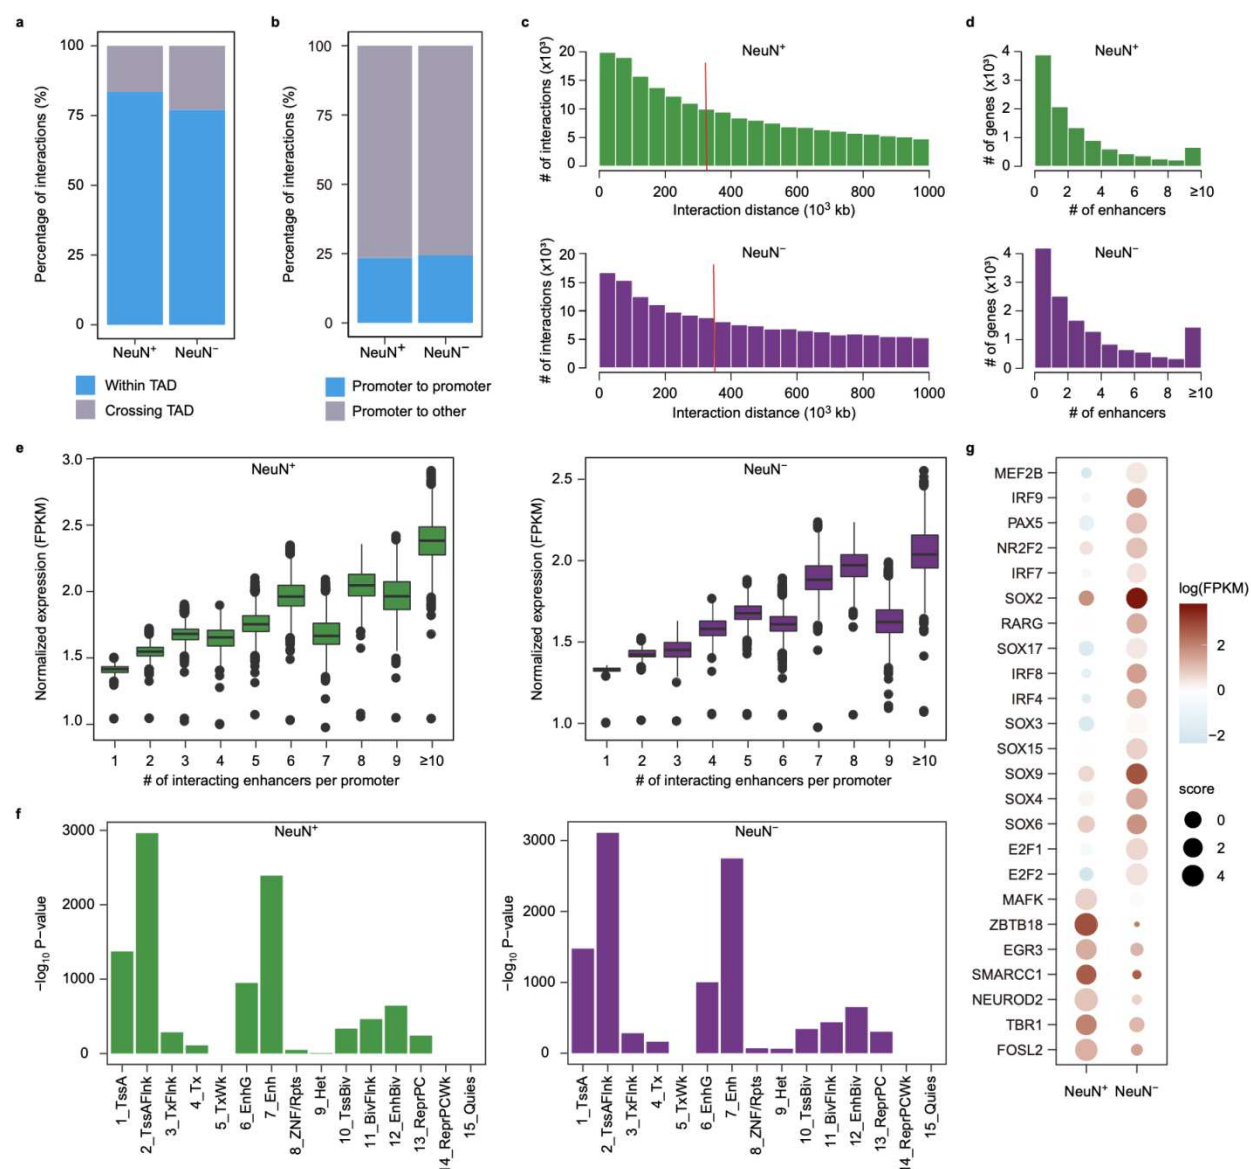 a
Percentage of interactions (%)
100
75
50
25
0
NeuN⁺
NeuN⁻
Within TAD
Crossing TAD
b
Percentage of interactions (%)
100
75
50
25
0
NeuN⁺
NeuN⁻
Promoter to promoter
Promoter to other
c
NeuN⁺
# of interactions (x10³)
20
15
10
5
0
0 200 400 600 800 1000
Interaction distance (10³ kb)
NeuN⁻
# of interactions (x10³)
20
15
10
5
0
0 200 400 600 800 1000
Interaction distance (10³ kb)
d
NeuN⁺
# of genes (x10³)
4
3
2
1
0
0 2 4 6 8 ≥10
# of enhancers
NeuN⁻
# of genes (x10³)
4
3
2
1
0
0 2 4 6 8 ≥10
# of enhancers
e
NeuN⁺
Normalized expression (FPKM)
3.0
2.5
2.0
1.5
1.0
1 2 3 4 5 6 7 8 9 ≥10
# of interacting enhancers per promoter
NeuN⁻
Normalized expression (FPKM)
2.5
2.0
1.5
1.0
1 2 3 4 5 6 7 8 9 ≥10
# of interacting enhancers per promoter
f
NeuN⁺
−log₁₀ P-value
3000
2000
1000
0
1_TssA
2_TssAFlnk
3_TxFlnk
4_Tx
5_TxWk
6_EnhG
7_Enh
8_ZNF/Rpts
9_Het
10_TssBiv
11_BivFlnk
12_EnhBiv
13_ReprPC
14_ReprPCWk
15_Quies
NeuN⁻
−log₁₀ P-value
3000
2000
1000
0
1_TssA
2_TssAFlnk
3_TxFlnk
4_Tx
5_TxWk
6_EnhG
7_Enh
8_ZNF/Rpts
9_Het
10_TssBiv
11_BivFlnk
12_EnhBiv
13_ReprPC
14_ReprPCWk
15_Quies
g
MEF2B
IRF9
PAX5
NR2F2
IRF7
SOX2
RARG
SOX17
IRF8
IRF4
SOX3
SOX15
SOX9
SOX4
SOX6
E2F1
E2F2
MAFK
ZBTB18
EGR3
SMARCC1
NEUROD2
TBR1
FOSL2
NeuN⁺
NeuN⁻
log(FPKM)
2
0
−2
score
0
2
4